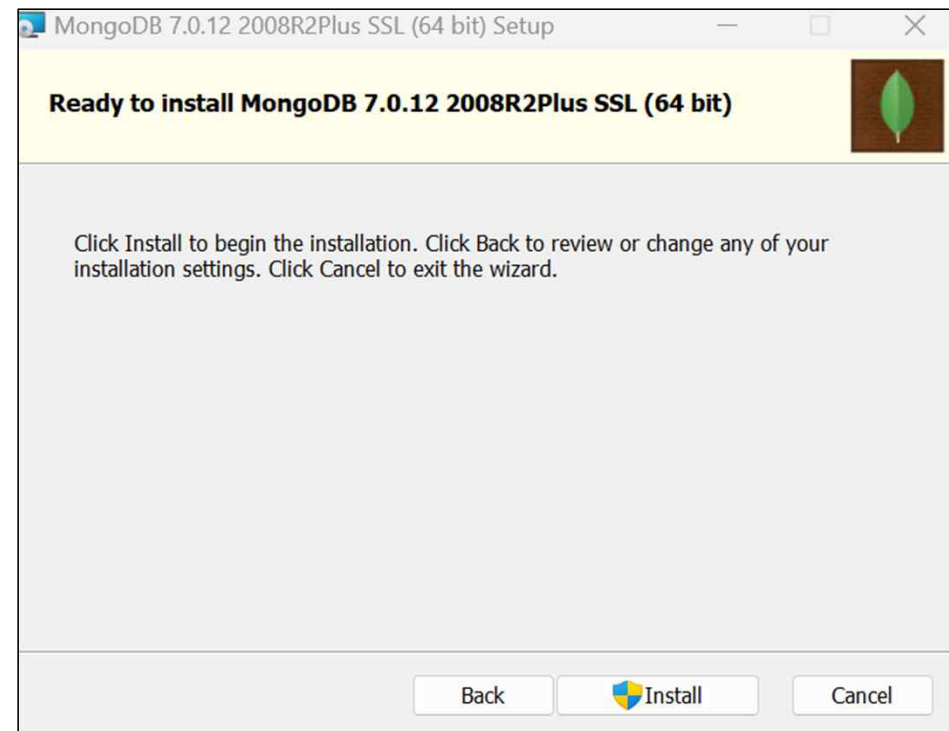 MongoDB 7.0.12 2008R2Plus SSL (64 bit) Setup
Ready to install MongoDB 7.0.12 2008R2Plus SSL (64 bit)
Click Install to begin the installation. Click Back to review or change any of your
installation settings. Click Cancel to exit the wizard.
Back
Install
Cancel